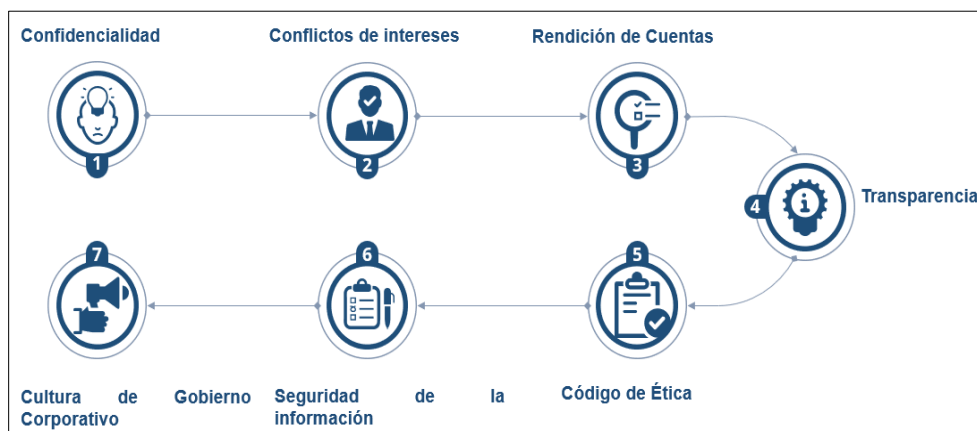 Confidencialidad
Conflictos de intereses
Rendición de Cuentas
1
2
3
4
Transparencia
7
6
5
Cultura de Gobierno
Corporativo
Seguridad de la
información
Código de Ética